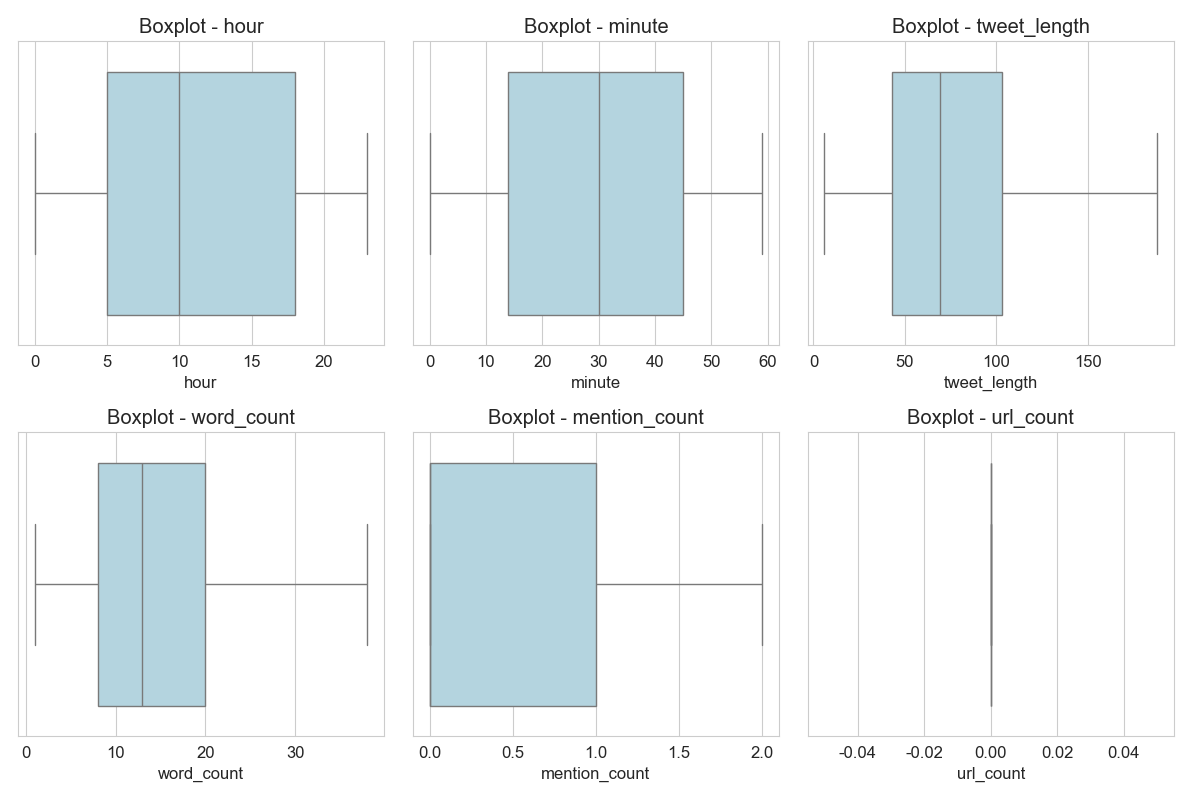 Boxplot - hour
0 5 10 15 20
hour
Boxplot - minute
0 10 20 30 40 50 60
minute
Boxplot - tweet_length
0 50 100 150
tweet_length
Boxplot - word_count
0 10 20 30
word_count
Boxplot - mention_count
0.0 0.5 1.0 1.5 2.0
mention_count
Boxplot - url_count
-0.04 -0.02 0.00 0.02 0.04
url_count